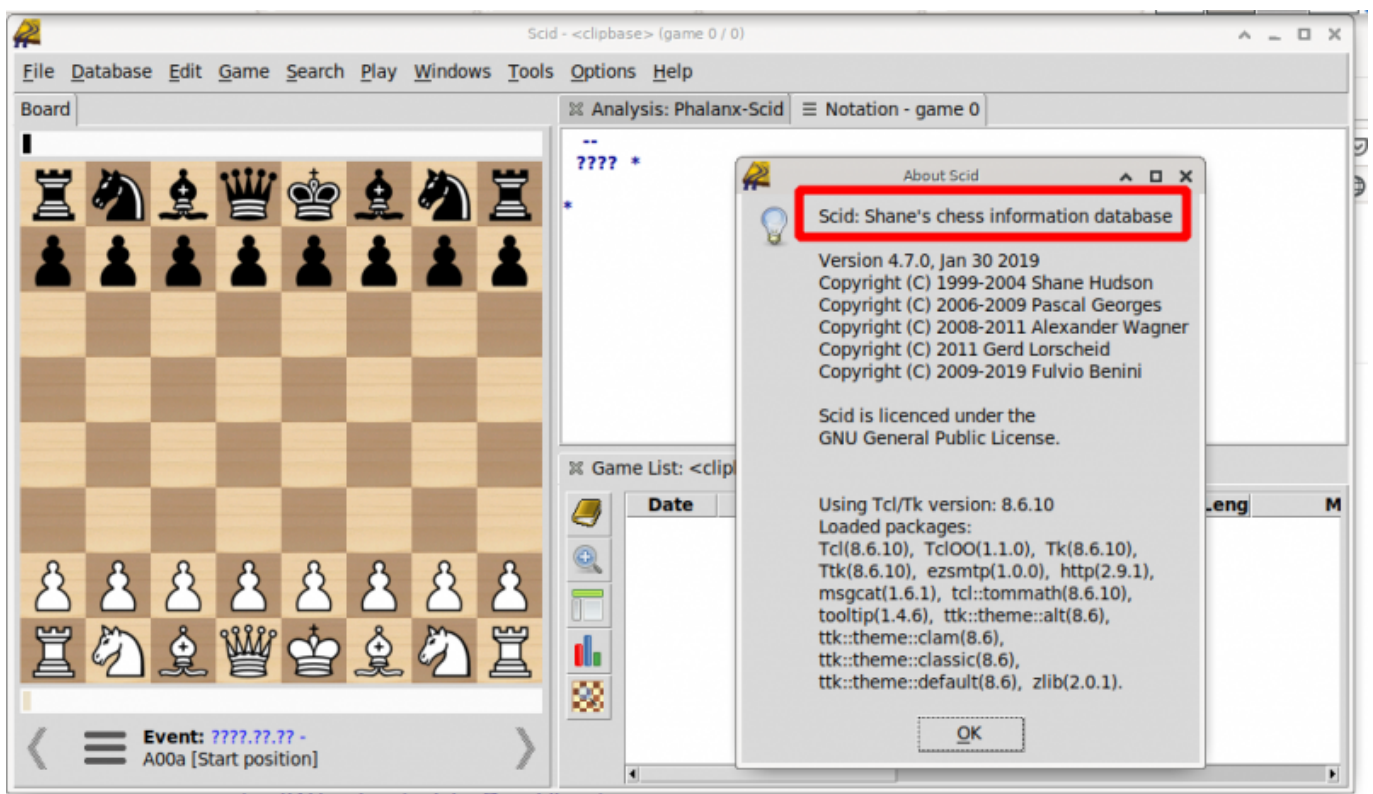 Scid - <clipbase> (game 0 / 0)
File Database Edit Game Search Play Windows Tools Options Help
Board
Analysis: Phalanx-Scid
Notation - game 0
--
???? *
*
About Scid
Scid: Shane's chess information database
Version 4.7.0, Jan 30 2019
Copyright (C) 1999-2004 Shane Hudson
Copyright (C) 2006-2009 Pascal Georges
Copyright (C) 2008-2011 Alexander Wagner
Copyright (C) 2011 Gerd Lorscheid
Copyright (C) 2009-2019 Fulvio Benini
Scid is licenced under the
GNU General Public License.
Using Tcl/Tk version: 8.6.10
Loaded packages:
Tcl(8.6.10), TclOO(1.1.0), Tk(8.6.10),
Ttk(8.6.10), ezsmtp(1.0.0), http(2.9.1),
msgcat(1.6.1), tcl::tommath(8.6.10),
tooltip(1.4.6), ttk::theme::alt(8.6),
ttk::theme::clam(8.6),
ttk::theme::classic(8.6),
ttk::theme::default(8.6), zlib(2.0.1).
OK
Game List: <clip
Date
Leng
M
Event: ????.??.?? -
A00a [Start position]